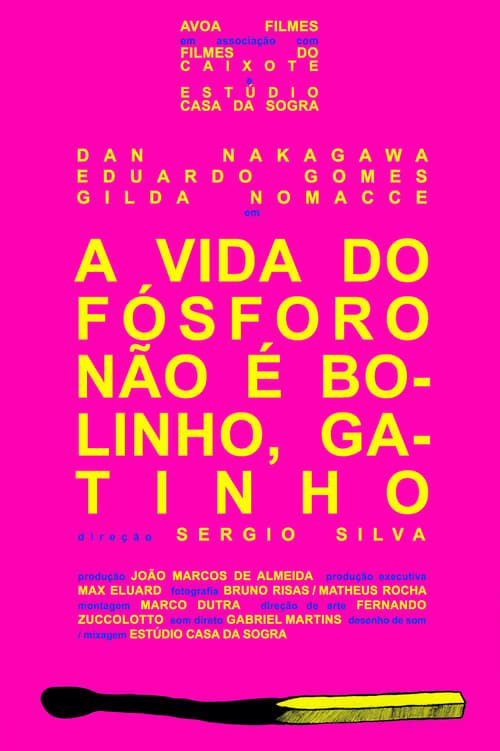 AVOA FILMES
em associação com
FILMES DO
CAIXOTE
e
ESTÚDIO
CASA DA SOGRA
DAN NAKAGAWA
EDUARDO GOMES
GILDA NOMACCE
em
A VIDA DO
FÓSFORO
NÃO É BO-
LINHO, GA-
TINHO
direção SERGIO SILVA
produção JOÃO MARCOS DE ALMEIDA produção executiva
MAX ELUARD fotografia BRUNO RISAS / MATHEUS ROCHA
montagem MARCO DUTRA direção de arte FERNANDO
ZUCCOLOTTO som direto GABRIEL MARTINS desenho de som
/ mixagem ESTÚDIO CASA DA SOGRA